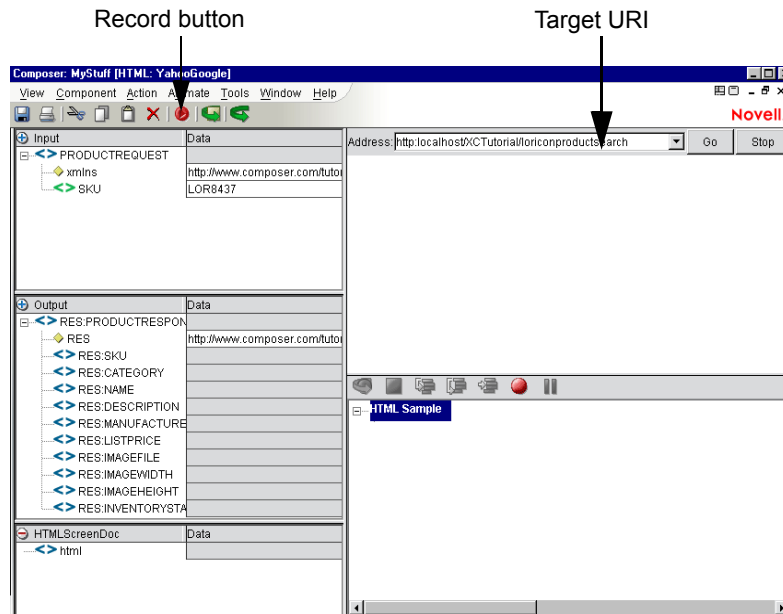 Record button
Target URI
Composer: MyStuff [HTML: YahooGoogle]
View Component Action Animate Tools Window Help
Novell
Input Data
PRODUCTREQUEST
xmlns http://www.composer.com/tutor
SKU LOR8437
Address: http:localhost/XCTutorial/loriconproductsearch Go Stop
Output Data
RES:PRODUCTRESPON
RES http://www.composer.com/tutor
RES:SKU
RES:CATEGORY
RES:NAME
RES:DESCRIPTION
RES:MANUFACTURE
RES:LISTPRICE
RES:IMAGEFILE
RES:IMAGEWIDTH
RES:IMAGEHEIGHT
RES:INVENTORYSTA
HTML Sample
HTMLScreenDoc Data
html